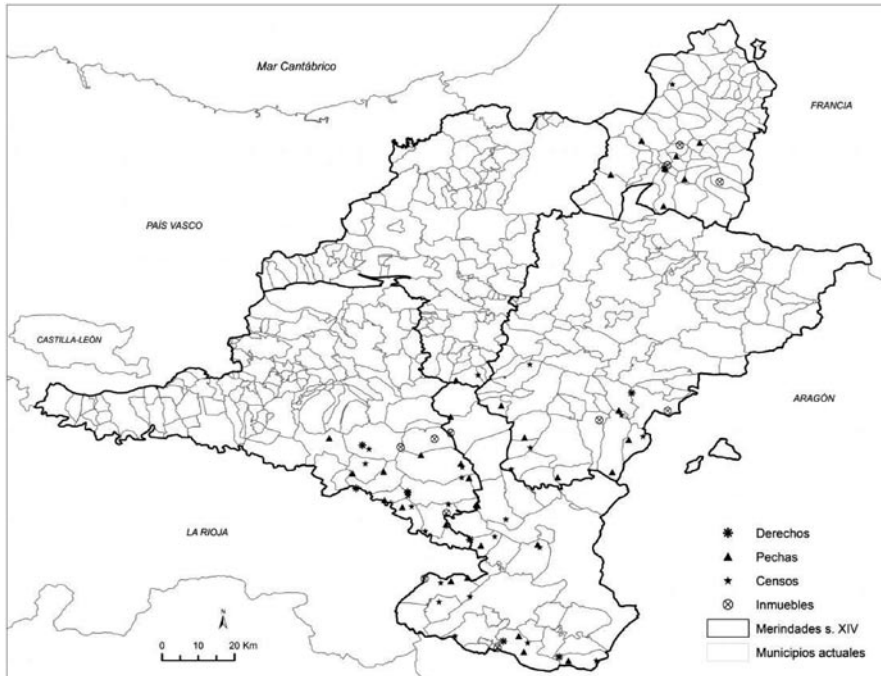 Mar Cantábrico
FRANCIA
PAÍS VASCO
CASTILLA-LEÓN
ARAGÓN
LA RIOJA
Derechos
Pechas
Censos
Inmuebles
Merindades s. XIV
Municipios actuales
N
0 10 20 Km